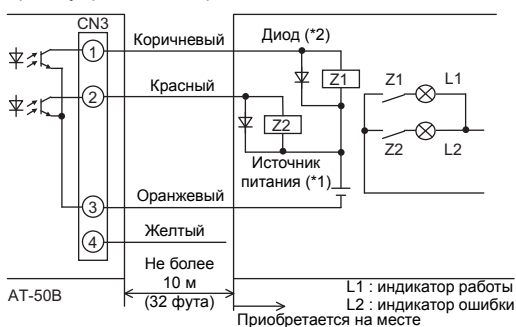 CN3
1
Коричневый
Диод (*2)
Z1
Z1
L1
2
Красный
Z2
Z2
L2
Источник
питания (*1)
3
Оранжевый
4
Желтый
Не более
10 м
(32 фута)
AT-50B
L1 : индикатор работы
L2 : индикатор ошибки
Приобретается на месте